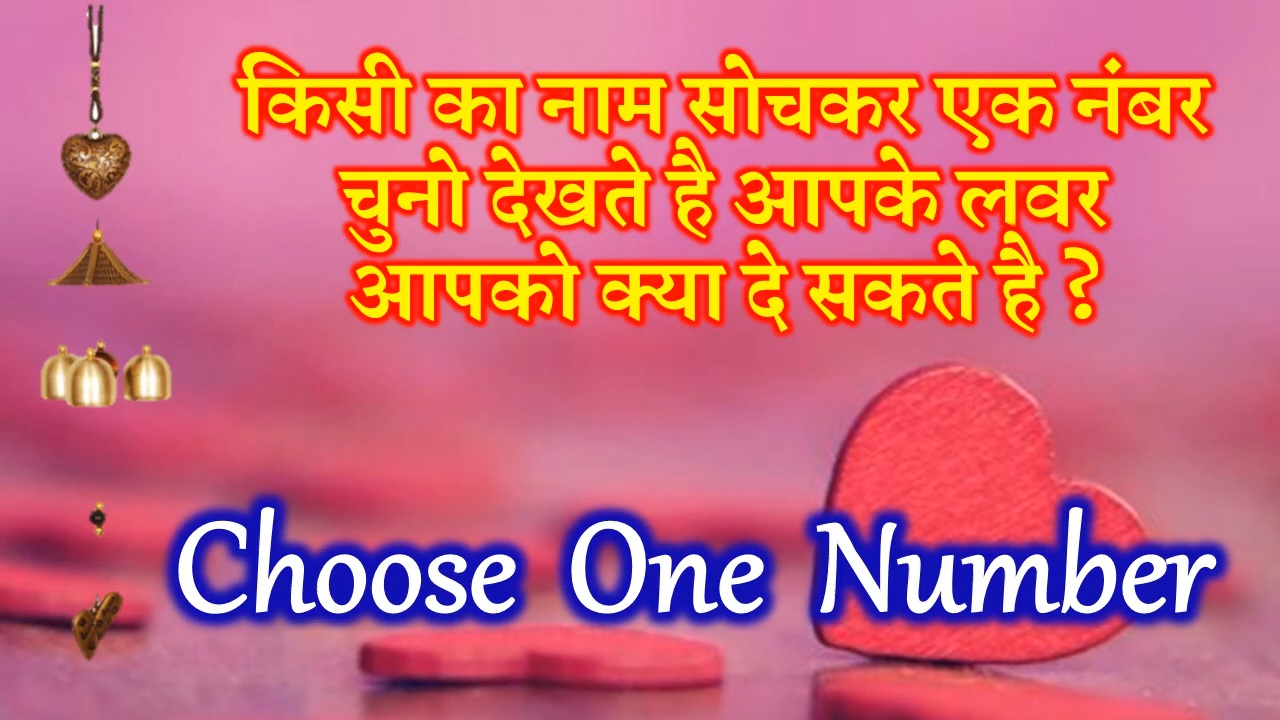 किसी का नाम सोचकर एक नंबर
चुनो देखते है आपके लवर
आपको क्या दे सकते है ?
Choose One Number